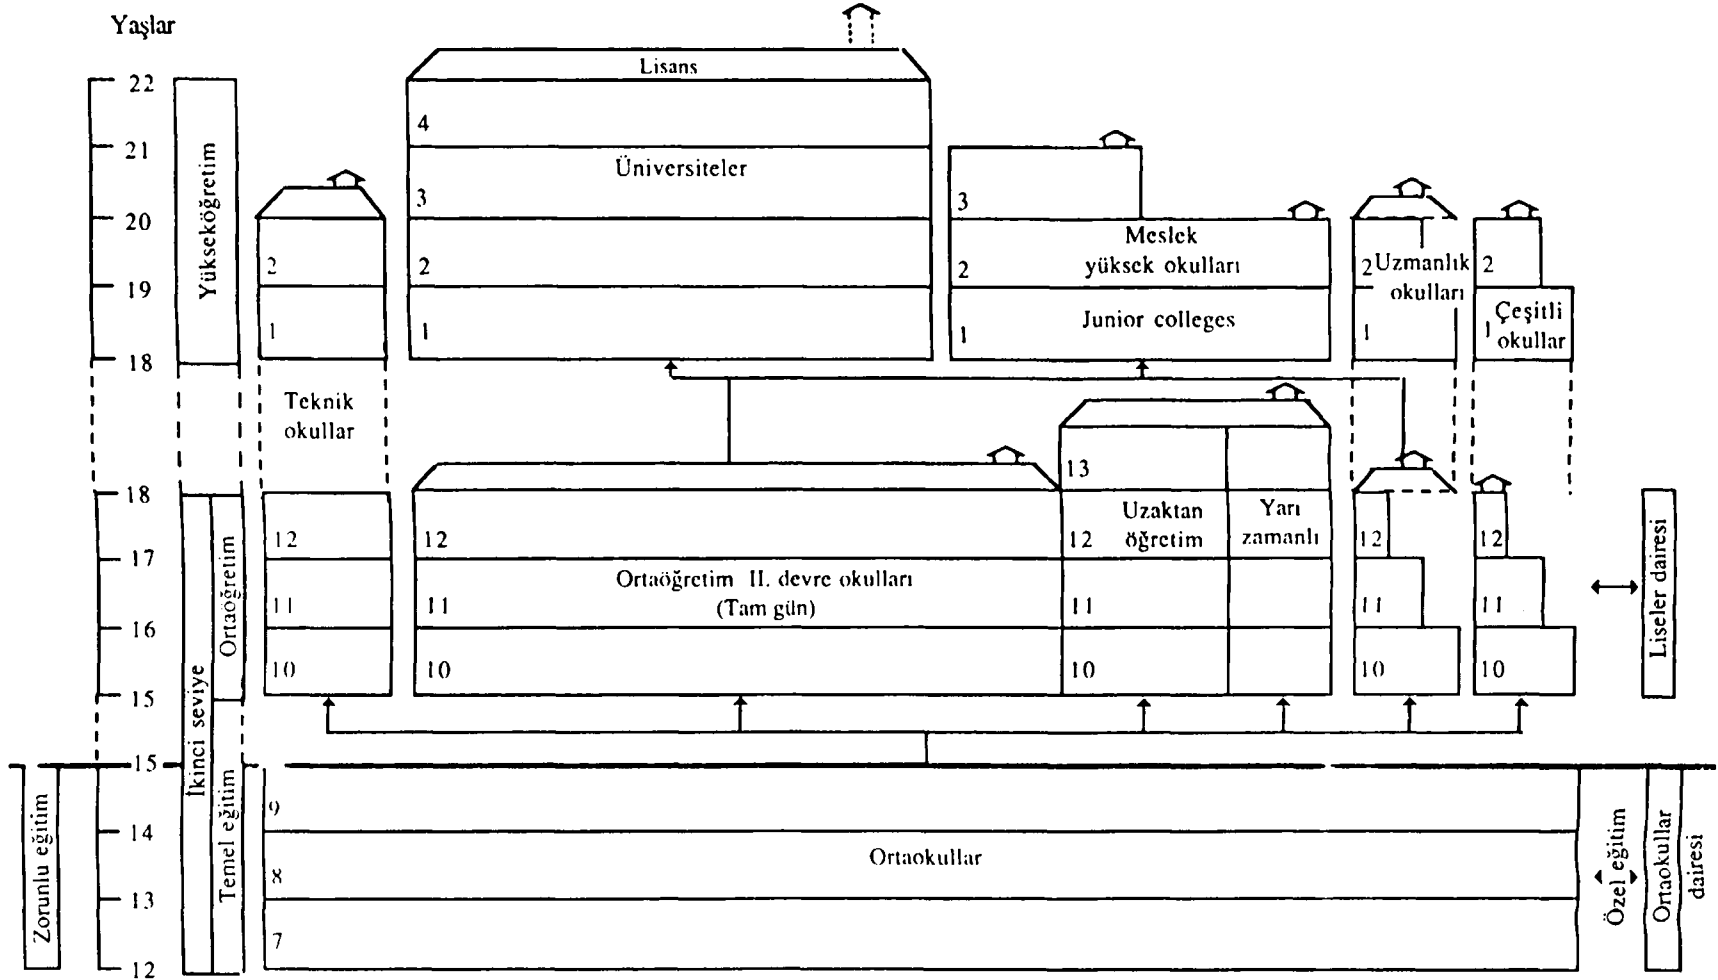 Yaşlar
22
21
20
19
18
18
17
16
15
15
14
13
12
Yükseköğretim
İkinci seviye
Ortaöğretim
Temel eğitim
Zorunlu eğitim
Lisans
4
Üniversiteler
3
2
1
2
1
Teknik
okullar
12
11
10
3
Meslek
yüksek okulları
2
Junior colleges
1
2
Uzmanlık
okulları
1
2
Çeşitli
okullar
1
12
Ortaöğretim II. devre okulları
(Tam gün)
11
10
13
Uzaktan
öğretim
12
11
10
Yarı
zamanlı
12
11
10
12
11
10
Liseler dairesi
9
Ortaokullar
8
7
Özel eğitim
Ortaokullar
dairesi